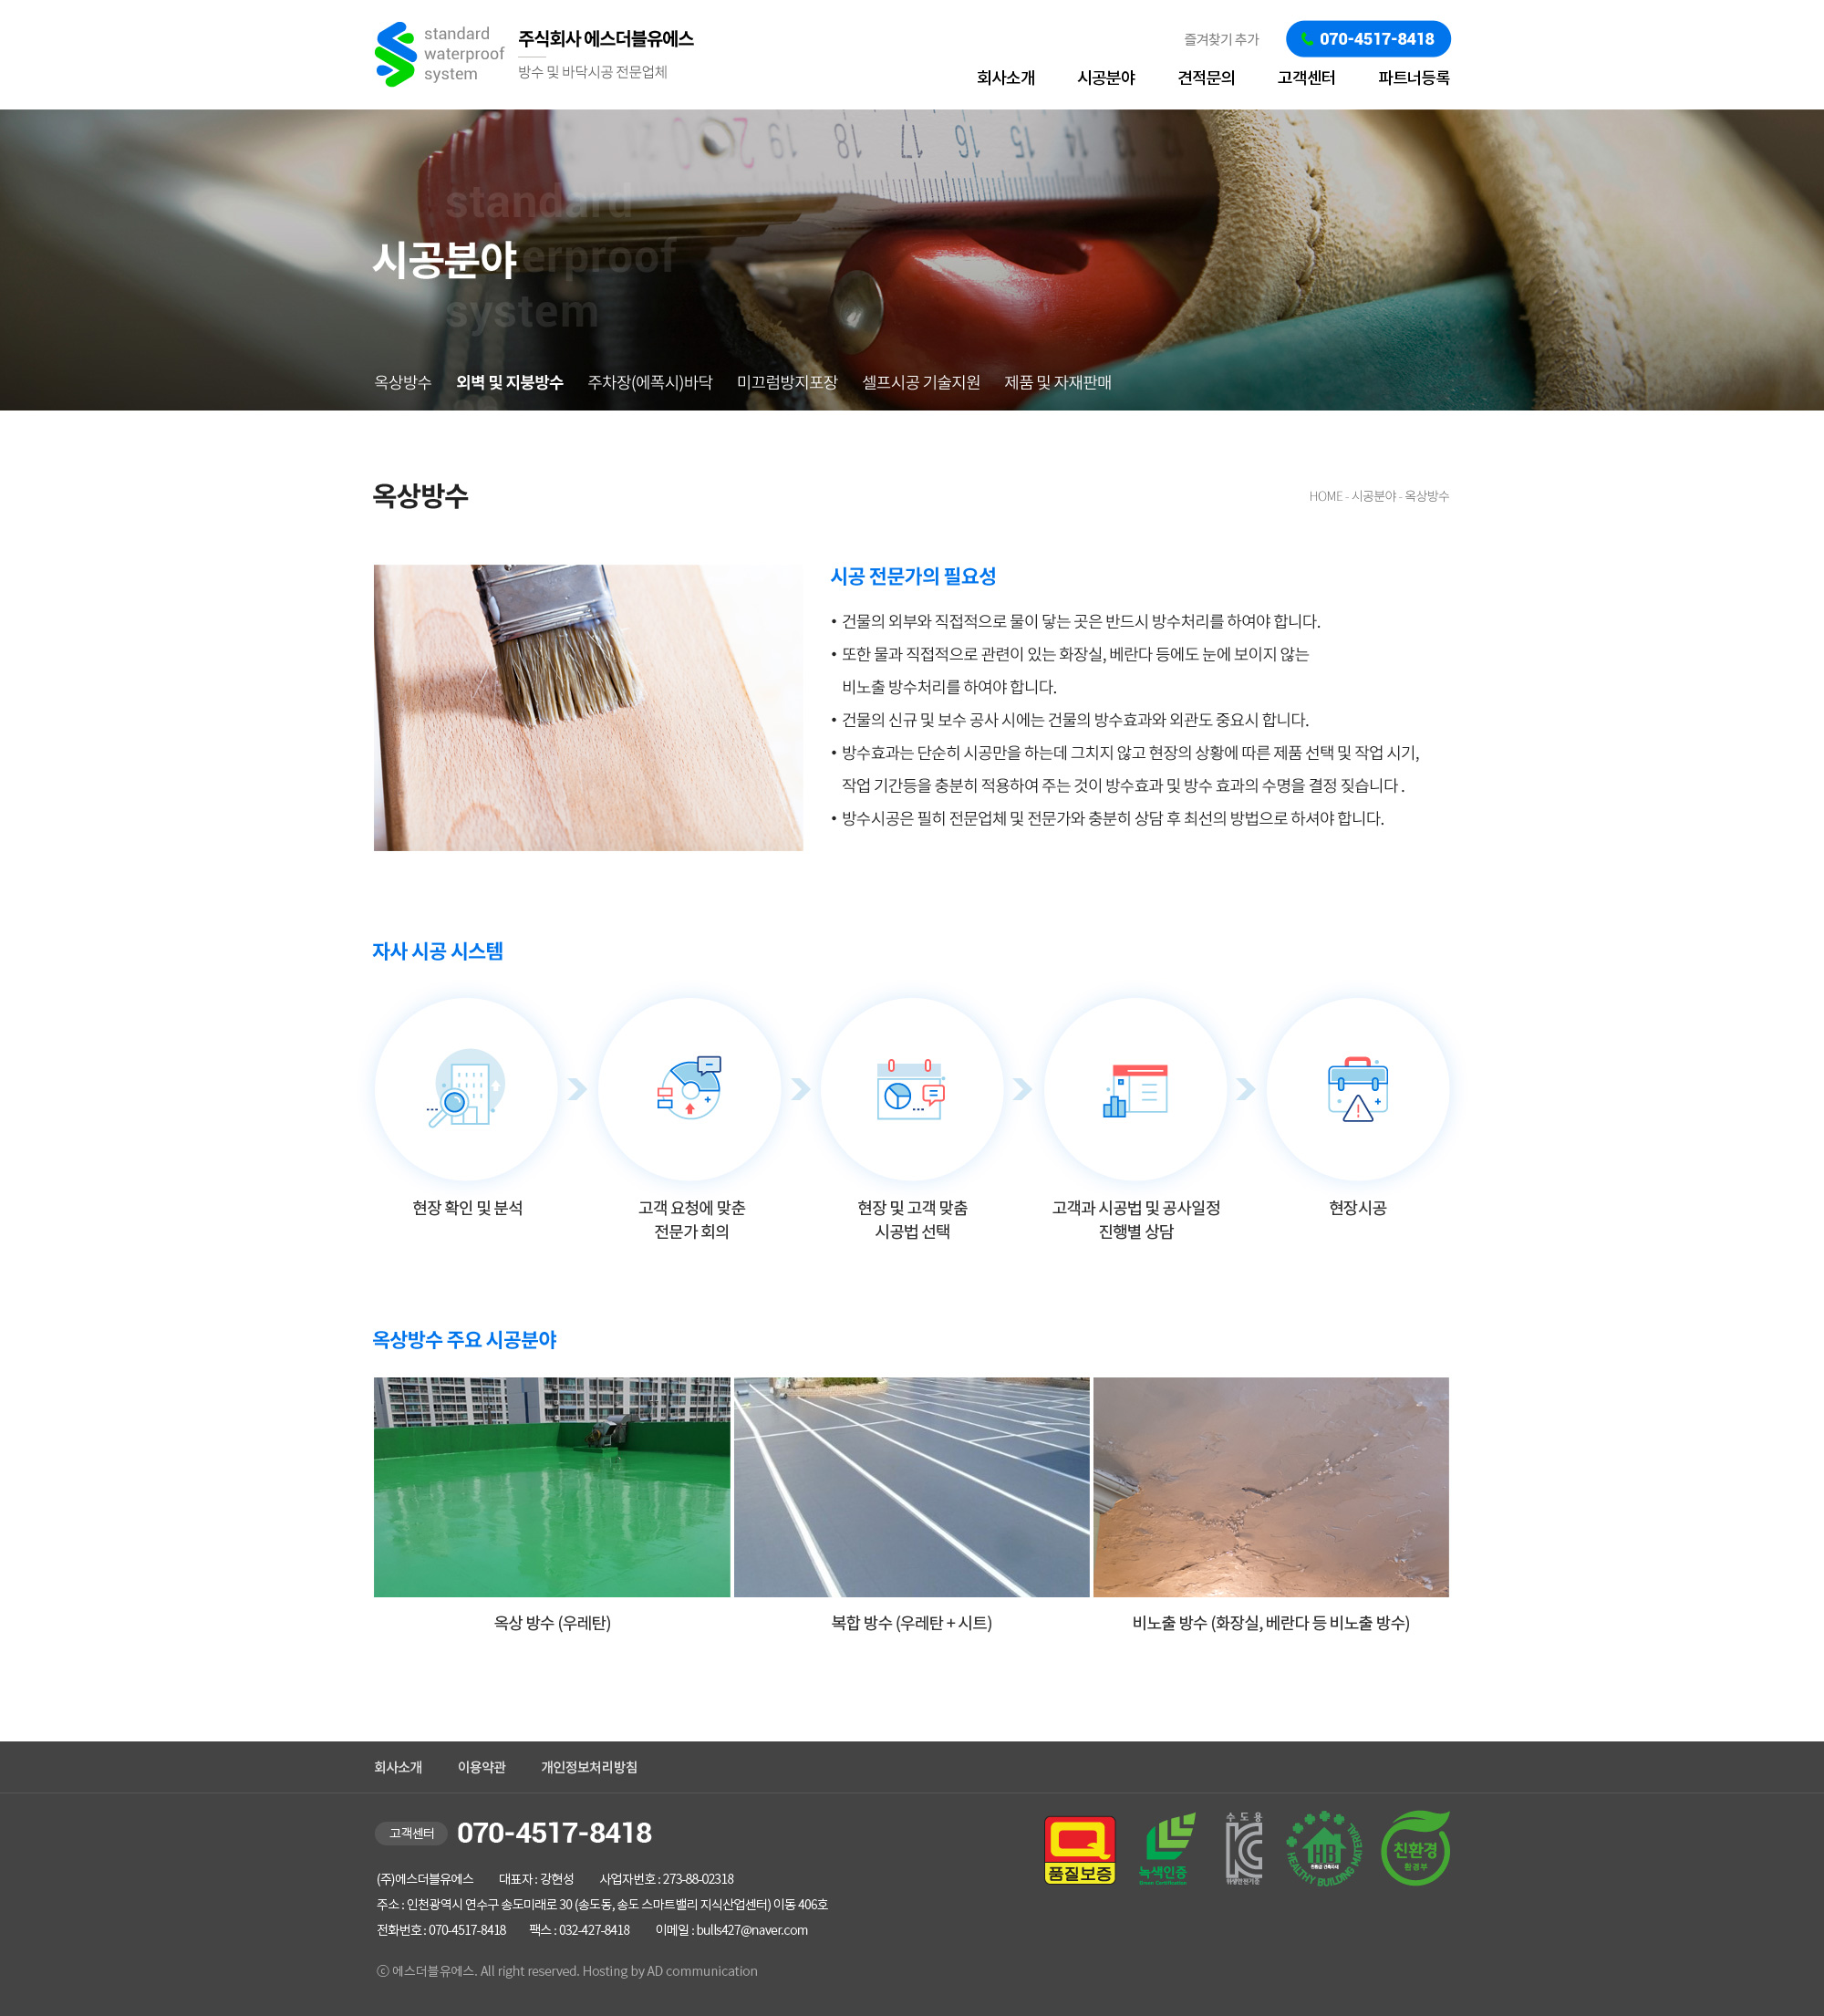 standard
waterproof
system
주식회사 에스더블유에스
방수 및 바닥시공 전문업체
즐겨찾기 추가
070-4517-8418
회사소개 시공분야 견적문의 고객센터 파트너등록
15 16 17
standard
waterproof
system
시공분야
옥상방수 외벽 및 지붕방수 주차장(에폭시)바닥 미끄럼방지포장 셀프시공 기술지원 제품 및 자재판매
옥상방수
HOME - 시공분야 - 옥상방수
시공 전문가의 필요성
• 건물의 외부와 직접적으로 물이 닿는 곳은 반드시 방수처리를 하여야 합니다.
• 또한 물과 직접적으로 관련이 있는 화장실, 베란다 등에도 눈에 보이지 않는
비노출 방수처리를 하여야 합니다.
• 건물의 신규 및 보수 공사 시에는 건물의 방수효과와 외관도 중요시 합니다.
• 방수효과는 단순히 시공만을 하는데 그치지 않고 현장의 상황에 따른 제품 선택 및 작업 시기,
작업 기간등을 충분히 적용하여 주는 것이 방수효과 및 방수 효과의 수명을 결정 짖습니다 .
• 방수시공은 필히 전문업체 및 전문가와 충분히 상담 후 최선의 방법으로 하셔야 합니다.
자사 시공 시스템
현장 확인 및 분석
고객 요청에 맞춘
전문가 회의
현장 및 고객 맞춤
시공법 선택
고객과 시공법 및 공사일정
진행별 상담
현장시공
옥상방수 주요 시공분야
옥상 방수 (우레탄)
복합 방수 (우레탄 + 시트)
비노출 방수 (화장실, 베란다 등 비노출 방수)
회사소개 이용약관 개인정보처리방침
고객센터 070-4517-8418
(주)에스더블유에스 대표자 : 강현성 사업자번호 : 273-88-02318
주소 : 인천광역시 연수구 송도미래로 30 (송도동, 송도 스마트밸리 지식산업센터) 이동 406호
전화번호 : 070-4517-8418 팩스 : 032-427-8418 이메일 : bulls427@naver.com
ⓒ 에스더블유에스. All right reserved. Hosting by AD communication
Q
품질보증
녹색인증
Green Certification
수도용
KC
위생안전기준
HB
친환경 건축자재
HEALTHY BUILDING MATERIAL
친환경
환경부